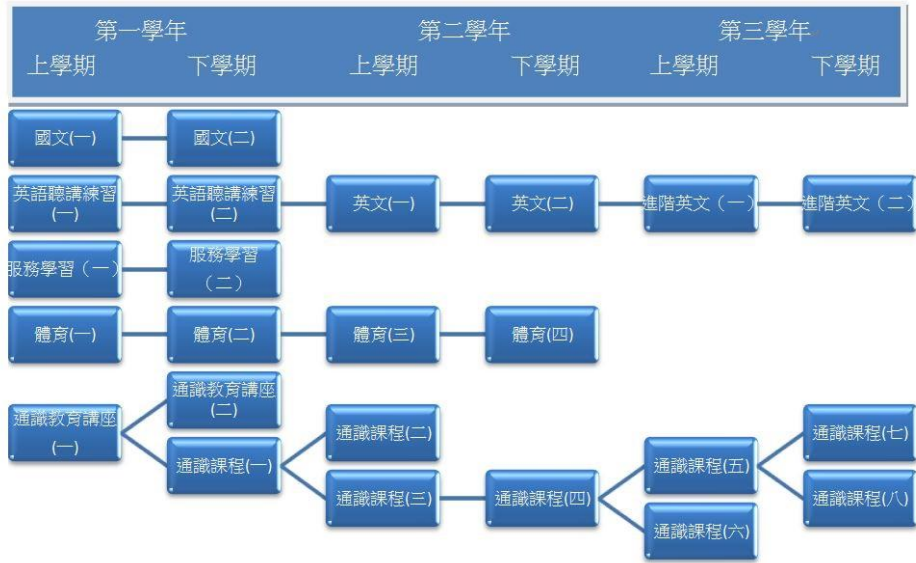 第一學年 第二學年 第三學年
上學期 下學期 上學期 下學期 上學期 下學期
國文(一) 國文(二)
英語聽講練習
(一)
英語聽講練習
(二)
英文(一) 英文(二) 進階英文（一） 進階英文（二）
服務學習（一）
服務學習
（二）
體育(一) 體育(二) 體育(三) 體育(四)
通識教育講座
(一)
通識教育講座
(二)
通識課程(一)
通識課程(二)
通識課程(三)
通識課程(四)
通識課程(五)
通識課程(六)
通識課程(七)
通識課程(八)